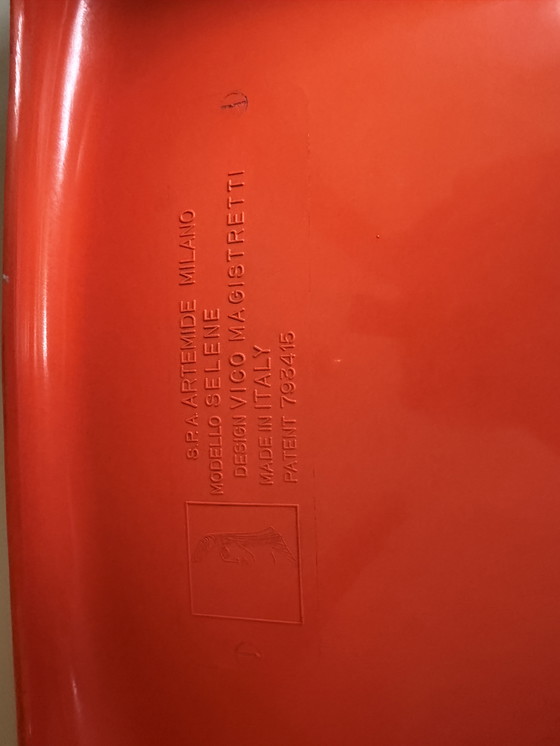 S.P.A. ARTEMIDE MILANO
MODELLO SELENE
DESIGN VICO MAGISTRETTI
MADE IN ITALY
PATENT 793415